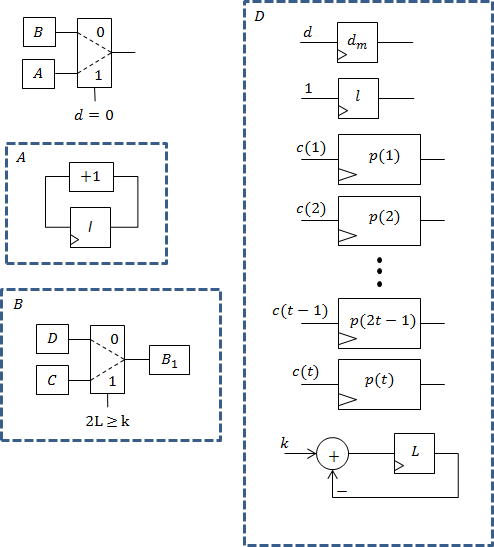 B
0
A
1
d = 0
A
+1
l
B
D
0
B₁
C
1
2L ≥ k
D
d
dₘ
1
l
c(1)
p(1)
c(2)
p(2)
c(t − 1)
p(2t − 1)
c(t)
p(t)
k
+
L
−